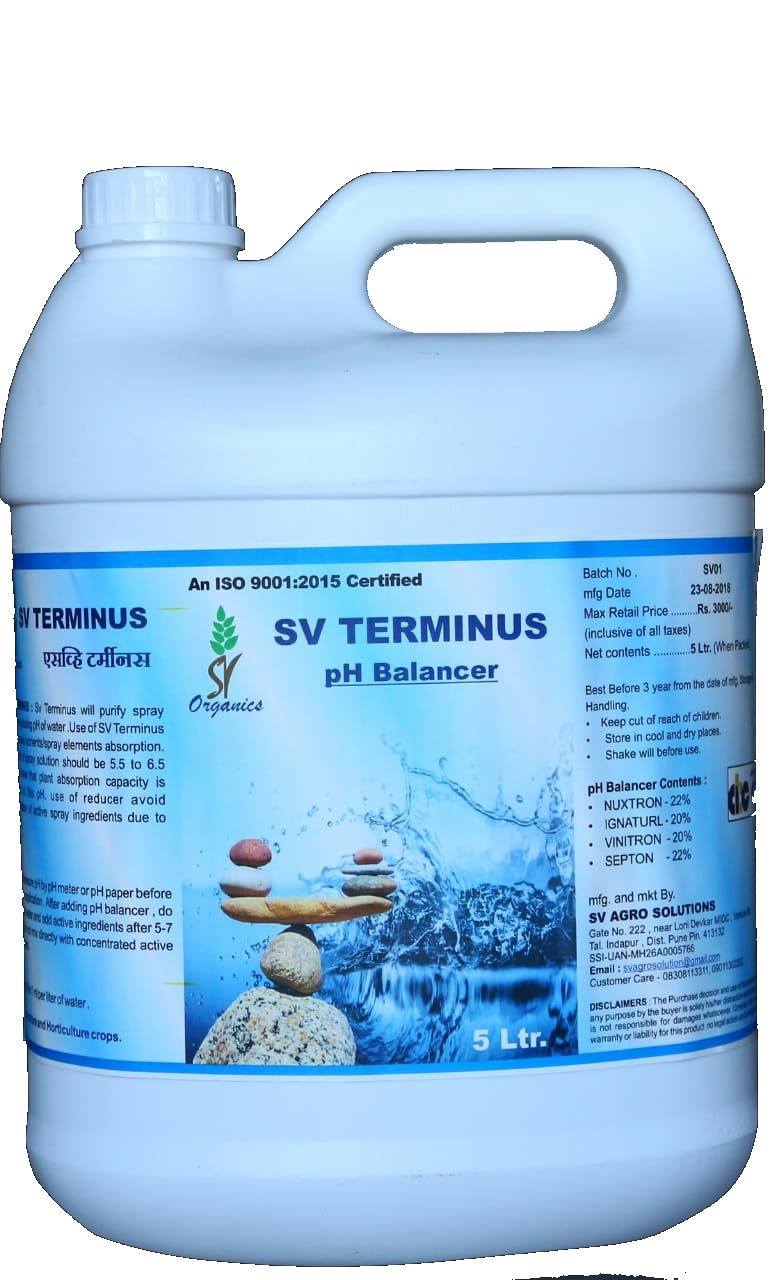 An ISO 9001:2015 Certified
SV TERMINUS
pH Balancer
SV
Organics
5 Ltr.
SV TERMINUS
एसव्हि टर्मीनस
: Sv Terminus will purify spray
pH of water .Use of SV Terminus
nutrients/spray elements absorption.
spray solution should be 5.5 to 6.5
that plant absorption capacity is
this pH. use of reducer avoid
of active spray ingredients due to
pH by pH meter or pH paper before
After adding pH balancer , do
and add active ingredients after 5-7
mix directly with concentrated active
per liter of water .
and Horticulture crops.
Batch No . SV01
mfg Date 23-08-2018
Max Retail Price ..........Rs. 3000/-
(inclusive of all taxes)
Net contents ..............5 Ltr. (When Packed
Best Before 3 year from the date of mfg. Storage
Handling.
• Keep cut of reach of children.
• Store in cool and dry places.
• Shake will before use.
pH Balancer Contents :
• NUXTRON - 22%
• IGNATURL - 20%
• VINITRON - 20%
• SEPTON - 22%
mfg. and mkt By.
SV AGRO SOLUTIONS
Gate No. 222 , near Loni Devkar MIDC ,
Tal. Indapur , Dist. Pune Pin. 413132
SSI-UAN-MH26A0005766
Email : svagrosolution@gmail.com
Customer Care - 08308113311,
DISCLAIMERS : The Purchase decision and use of
any purpose by the buyer is solely his/her
is not responsible for damages whatsoever.
warranty or liability for this product no legal